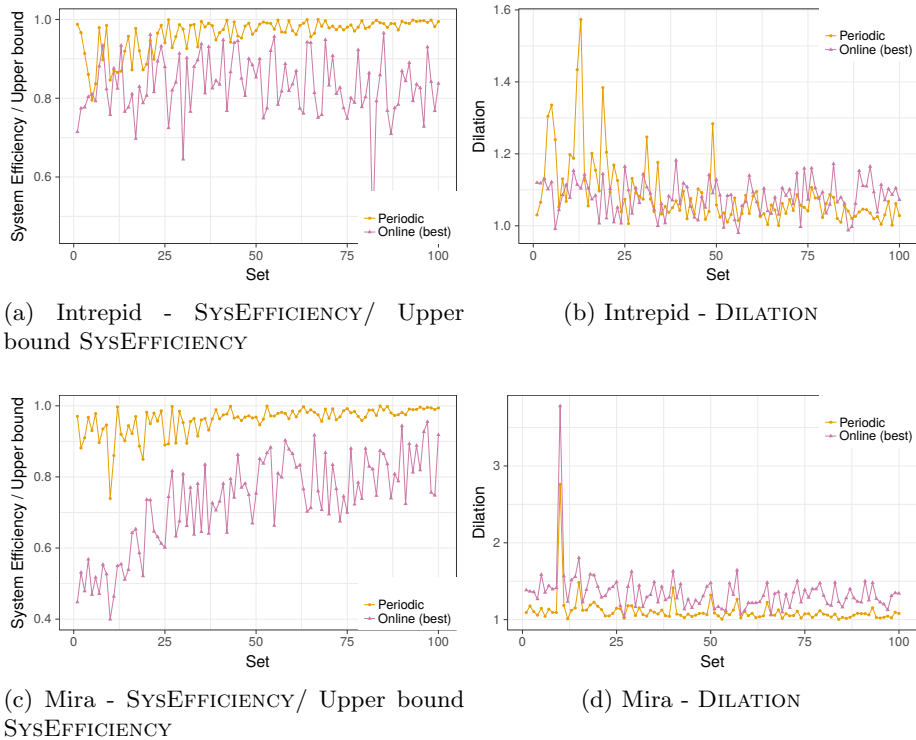 System Efficiency / Upper bound
1.0
0.8
0.6
Periodic
Online (best)
0 25 50 75 100
Set
Dilation
1.6
1.4
1.2
1.0
Periodic
Online (best)
0 25 50 75 100
Set
(a) Intrepid - SYSEFFICIENCY/ Upper
bound SYSEFFICIENCY
(b) Intrepid - DILATION
System Efficiency / Upper bound
1.0
0.8
0.6
0.4
Periodic
Online (best)
0 25 50 75 100
Set
Dilation
3
2
1
Periodic
Online (best)
0 25 50 75 100
Set
(c) Mira - SYSEFFICIENCY/ Upper bound
SYSEFFICIENCY
(d) Mira - DILATION